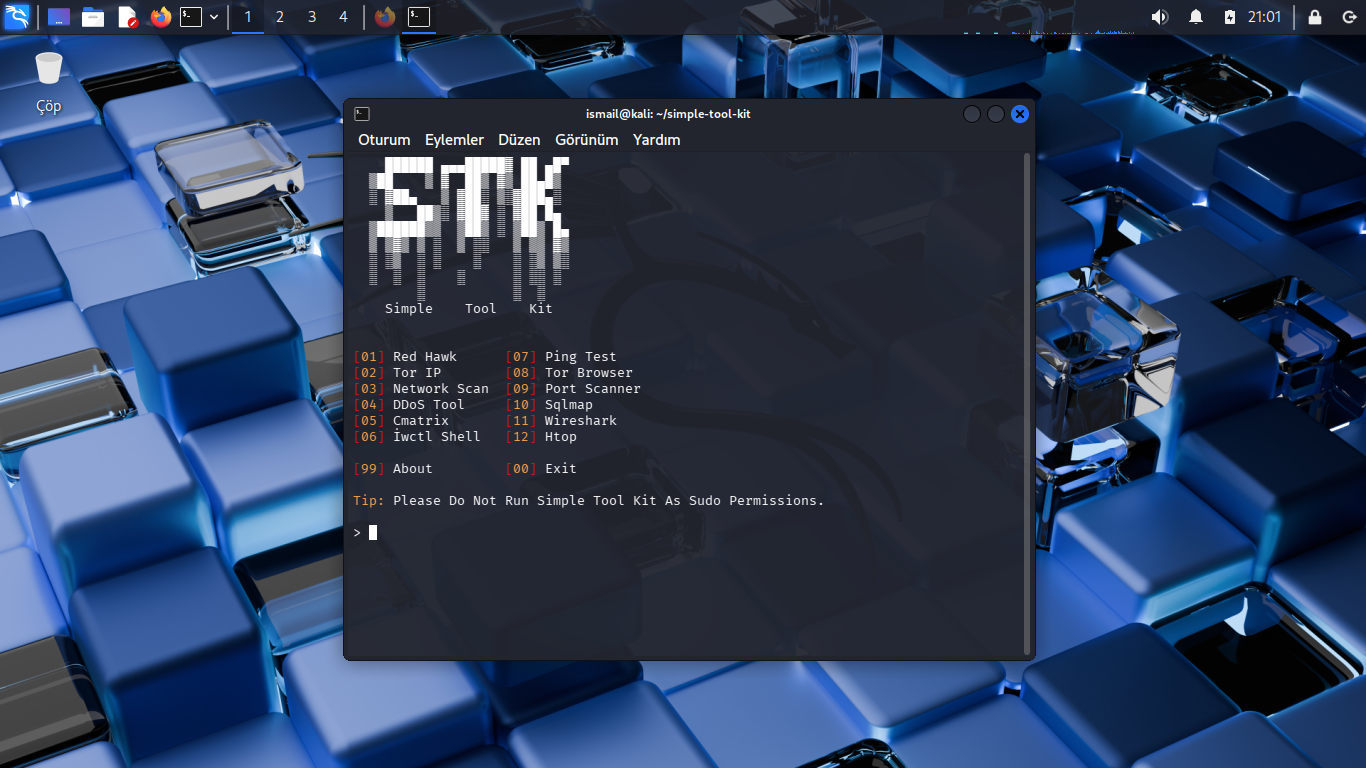 1 2 3 4
21:01
Çöp
ismail@kali: ~/simple-tool-kit
Oturum Eylemler Düzen Görünüm Yardım
STK
Simple Tool Kit
[01] Red Hawk [07] Ping Test
[02] Tor IP [08] Tor Browser
[03] Network Scan [09] Port Scanner
[04] DDoS Tool [10] Sqlmap
[05] Cmatrix [11] Wireshark
[06] İwctl Shell [12] Htop
[99] About [00] Exit
Tip: Please Do Not Run Simple Tool Kit As Sudo Permissions.
>